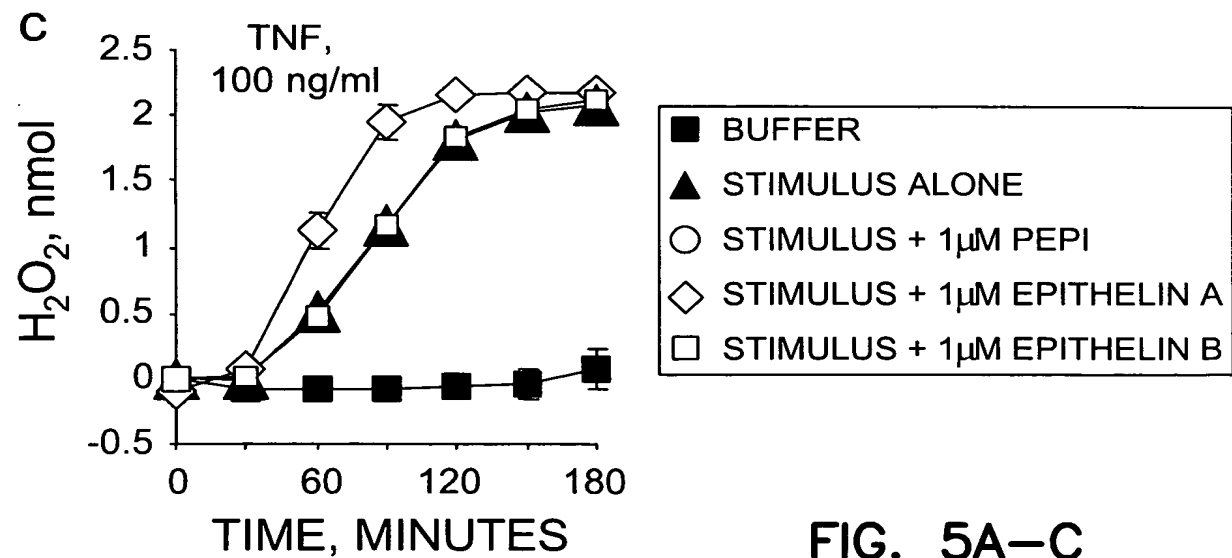 C
TNF,
100 ng/ml
2.5
2
1.5
1
0.5
0
-0.5
H₂O₂, nmol
0 60 120 180
TIME, MINUTES
BUFFER
STIMULUS ALONE
STIMULUS + 1µM PEPI
STIMULUS + 1µM EPITHELIN A
STIMULUS + 1µM EPITHELIN B
FIG. 5A–C